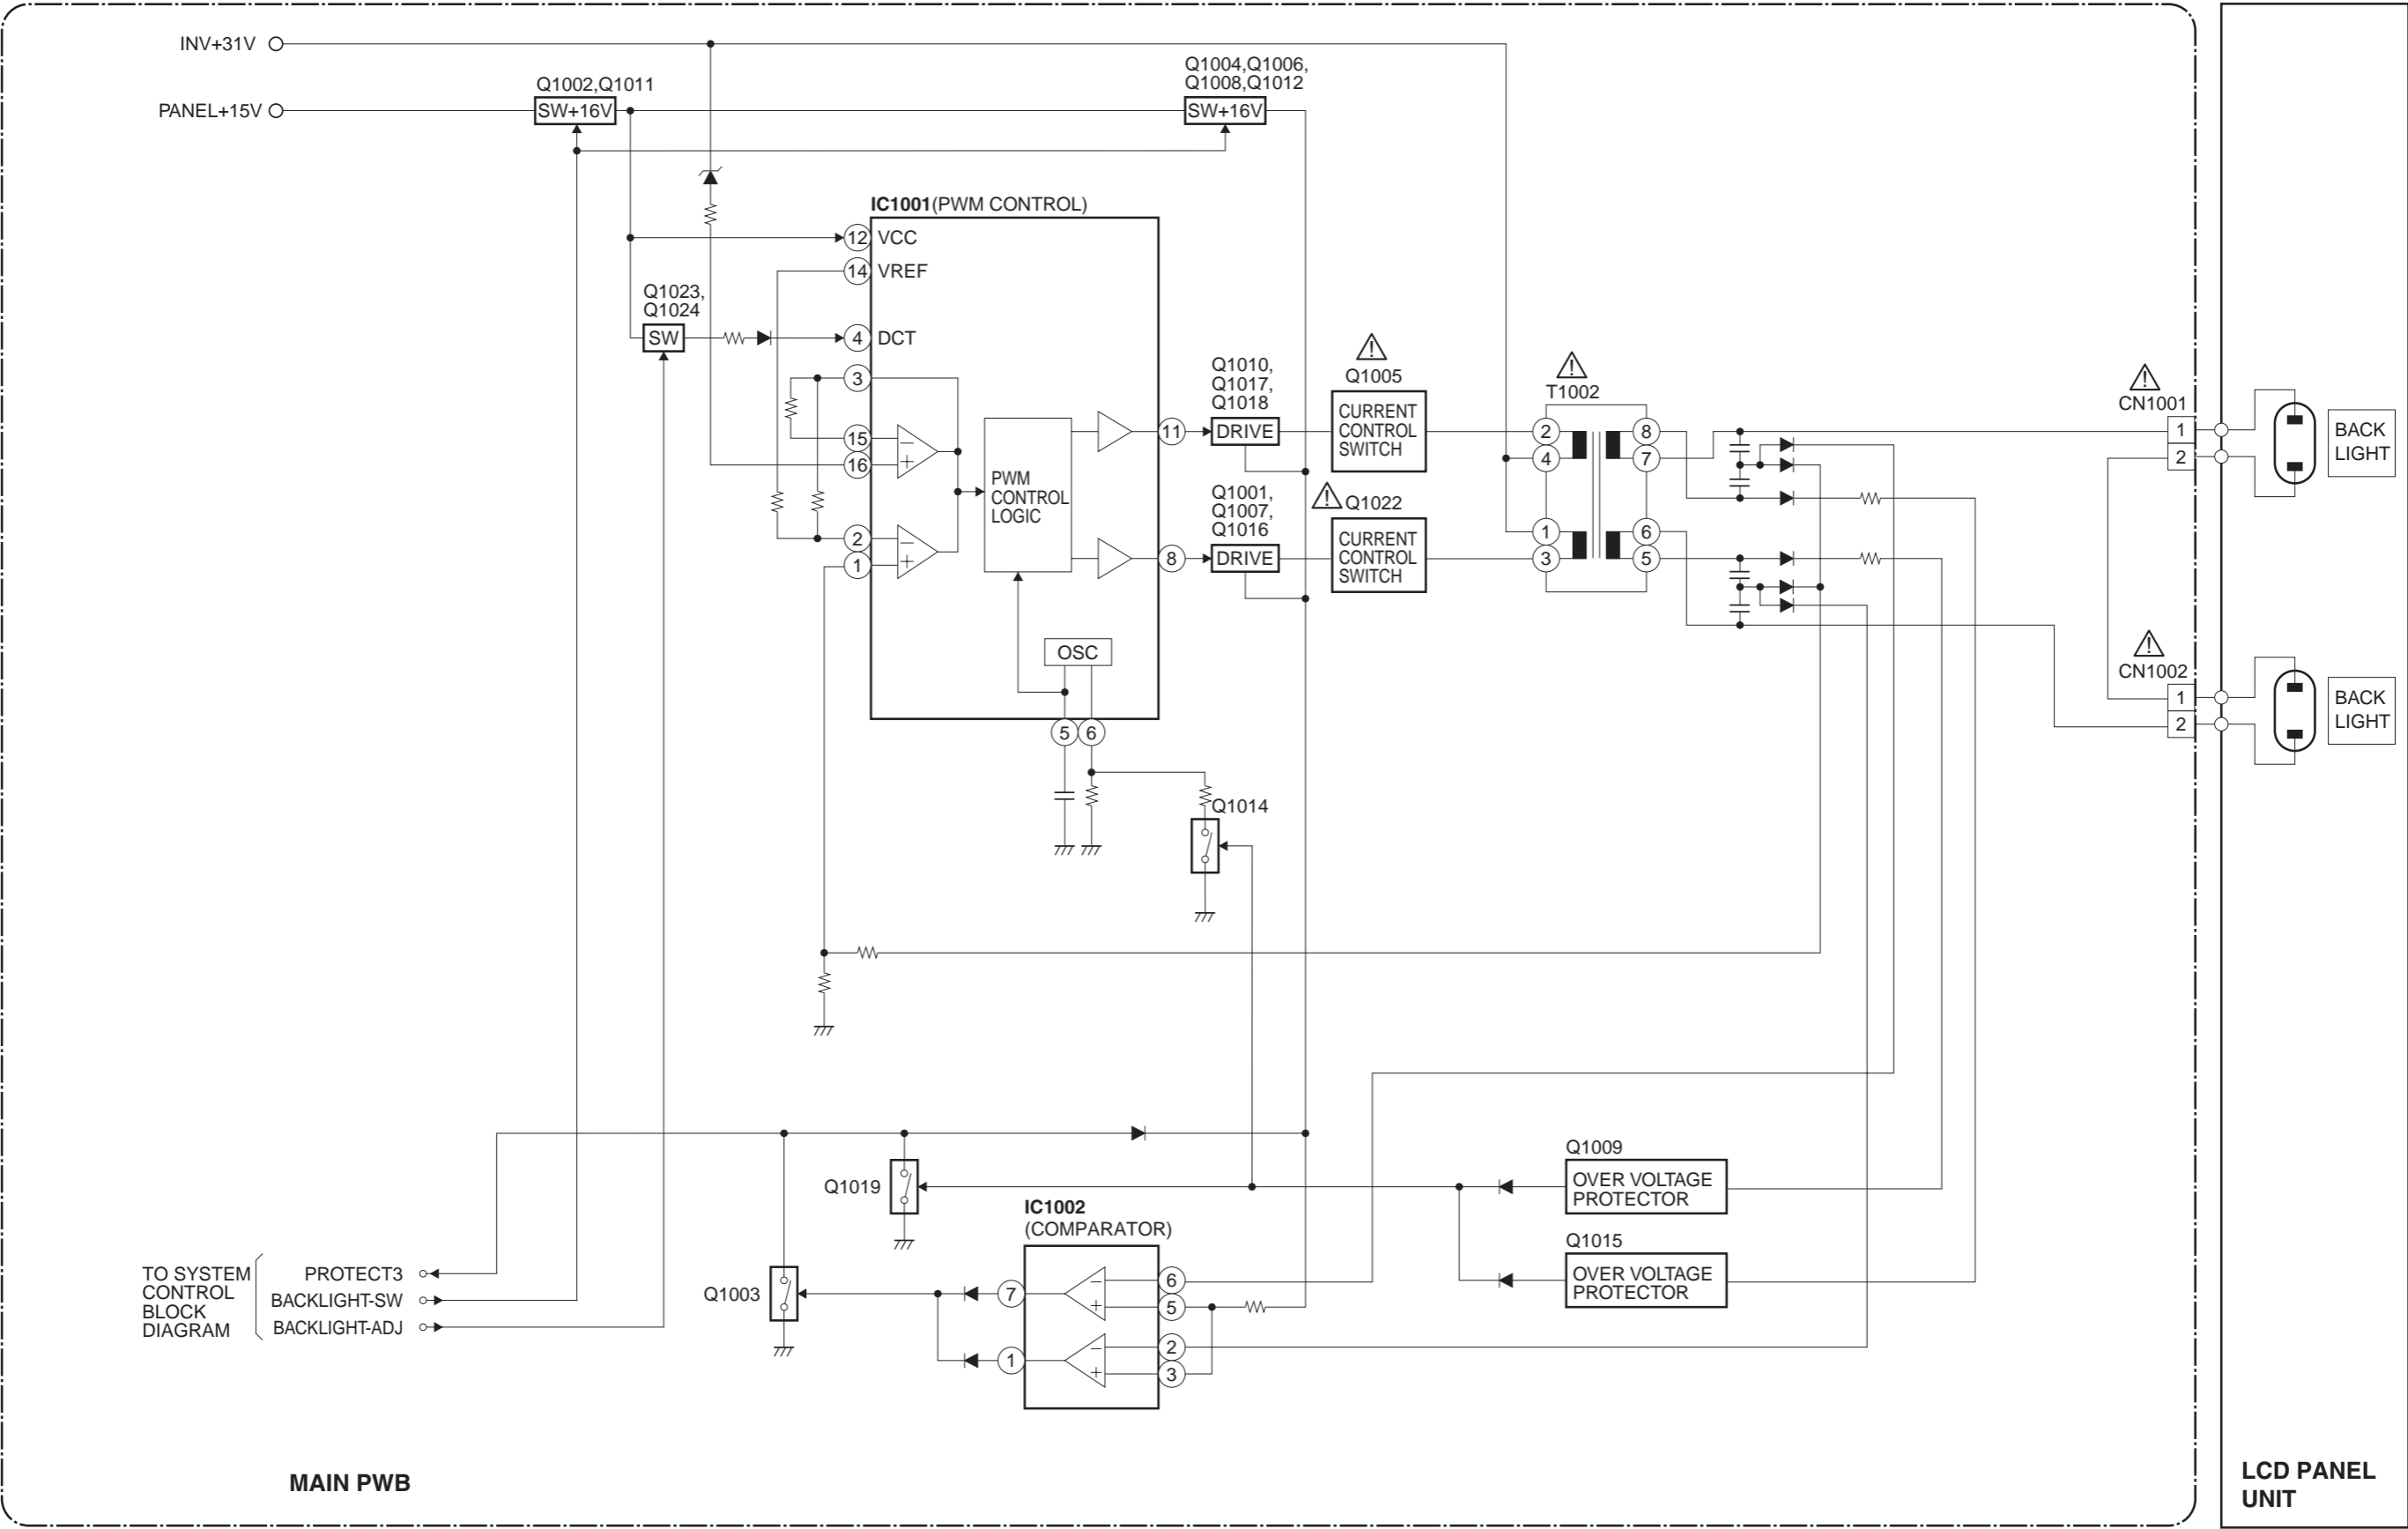 INV+31V
PANEL+15V
Q1002,Q1011
SW+16V
Q1004,Q1006,
Q1008,Q1012
SW+16V
IC1001(PWM CONTROL)
12 VCC
14 VREF
Q1023,
Q1024
SW
4 DCT
3
15 −
16 +
2 −
1 +
PWM
CONTROL
LOGIC
11
8
OSC
5 6
Q1010,
Q1017,
Q1018
DRIVE
Q1001,
Q1007,
Q1016
DRIVE
!
Q1005
CURRENT
CONTROL
SWITCH
! Q1022
CURRENT
CONTROL
SWITCH
!
T1002
2 8
4 7
1 6
3 5
!
CN1001
1
2
BACK
LIGHT
!
CN1002
1
2
BACK
LIGHT
Q1014
Q1019
Q1009
OVER VOLTAGE
PROTECTOR
Q1015
OVER VOLTAGE
PROTECTOR
IC1002
(COMPARATOR)
Q1003
7 − 6
+ 5
1 − 2
+ 3
TO SYSTEM
CONTROL
BLOCK
DIAGRAM
PROTECT3
BACKLIGHT-SW
BACKLIGHT-ADJ
MAIN PWB
LCD PANEL
UNIT